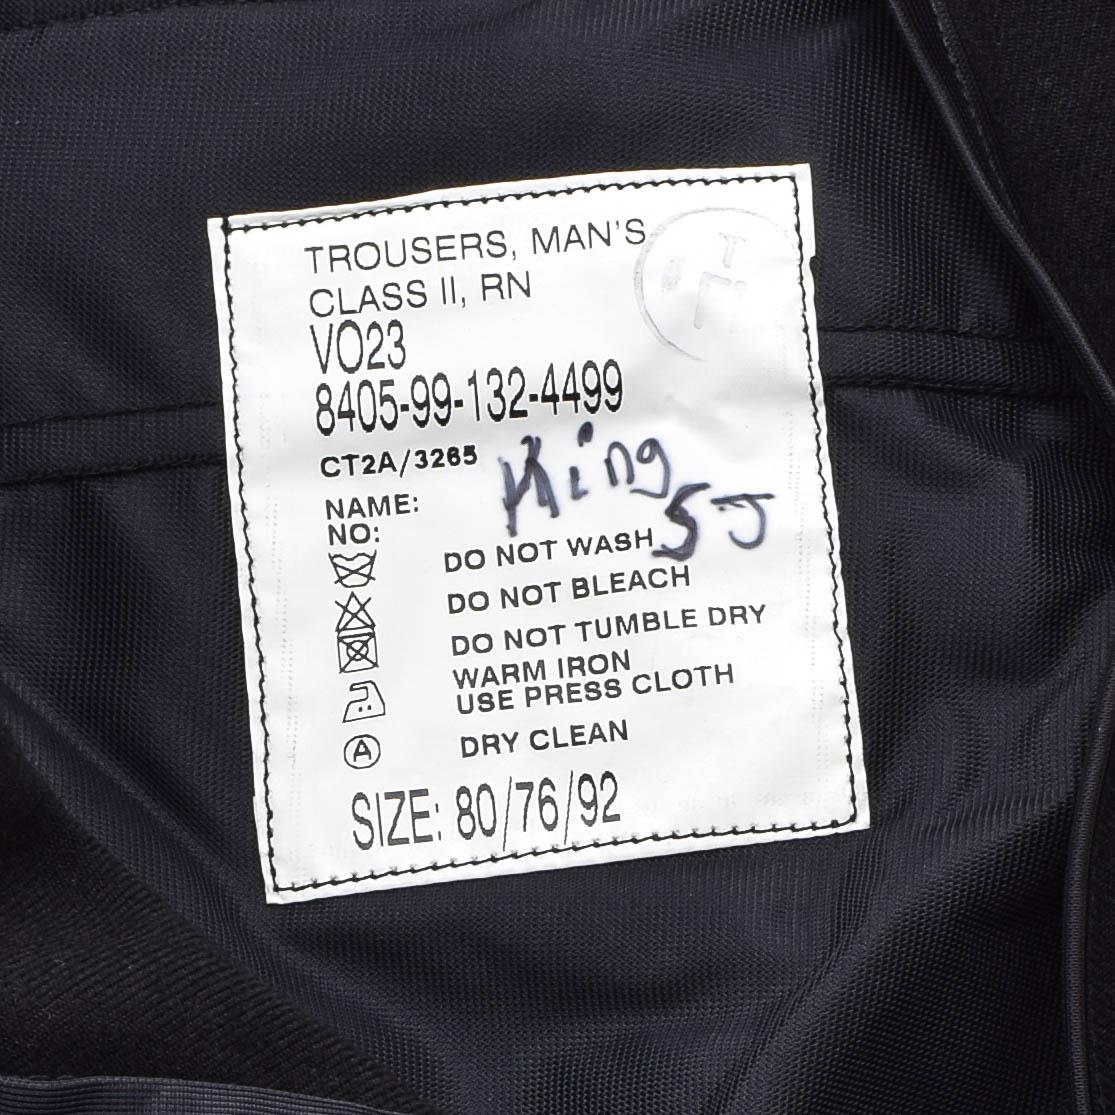 TROUSERS, MAN'S
CLASS II, RN
VO23
8405-99-132-4499
CT2A/3265
King
NAME:
SJ
NO:
DO NOT WASH
DO NOT BLEACH
DO NOT TUMBLE DRY
WARM IRON
USE PRESS CLOTH
A DRY CLEAN
SIZE: 80/76/92